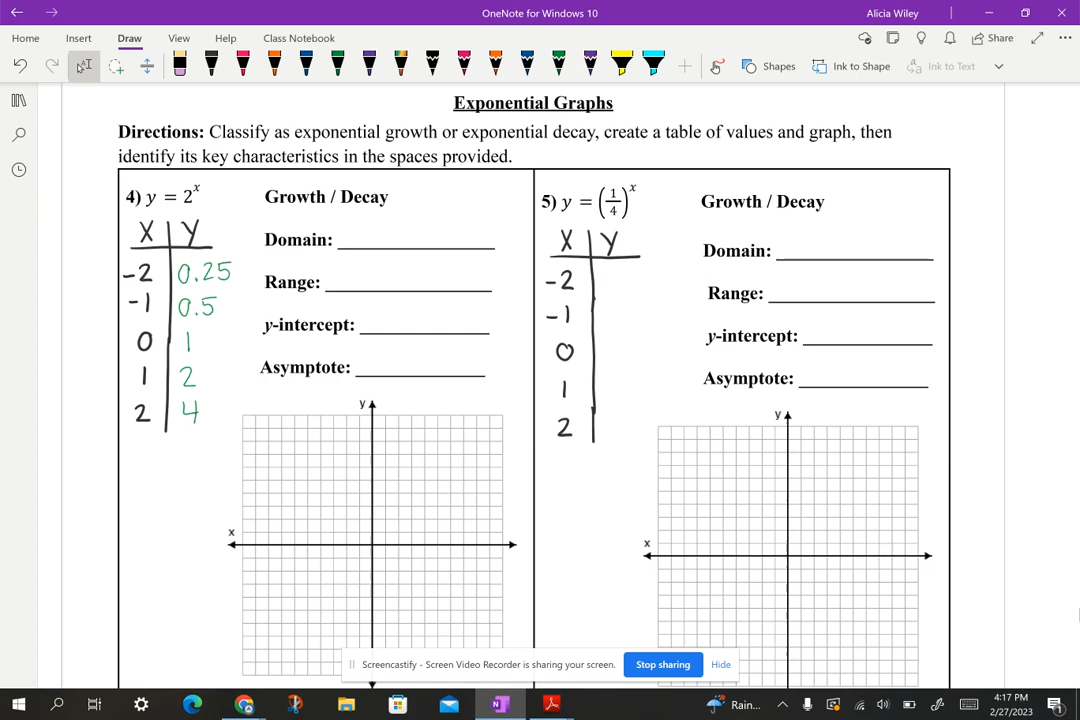 OneNote for Windows 10
Alicia Wiley
Home Insert Draw View Help Class Notebook
Share
Shapes Ink to Shape Ink to Text
Exponential Graphs
Directions: Classify as exponential growth or exponential decay, create a table of values and graph, then
identify its key characteristics in the spaces provided.
4) y = 2^x Growth / Decay
X Y
-2 0.25
-1 0.5
0 1
1 2
2 4
Domain:
Range:
y-intercept:
Asymptote:
y
x
5) y = (1/4)^x Growth / Decay
X Y
-2
-1
0
1
2
Domain:
Range:
y-intercept:
Asymptote:
y
x
Screencastify - Screen Video Recorder is sharing your screen. Stop sharing Hide
Rain...
4:17 PM
2/27/2023
1